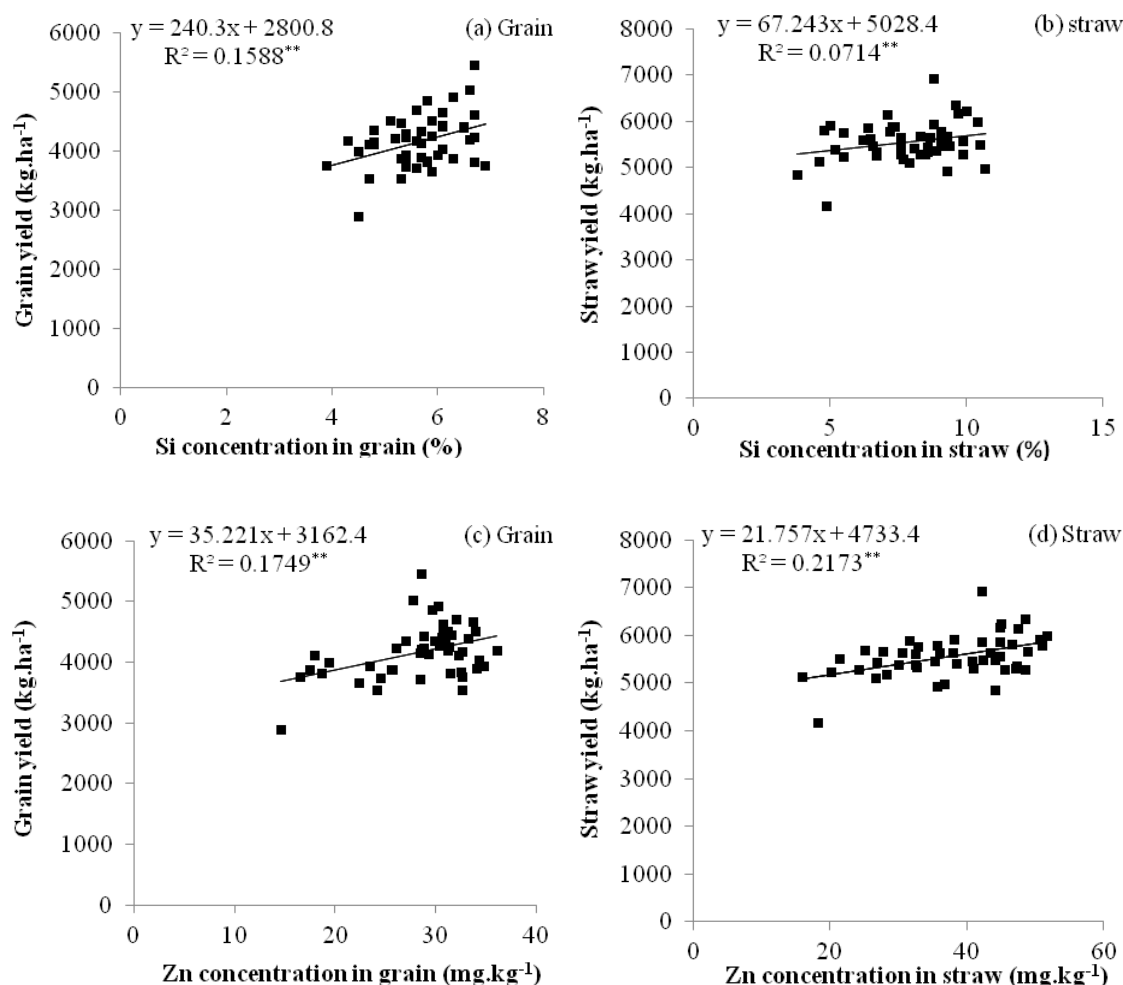 y = 240.3x + 2800.8
(a) Grain
R² = 0.1588**
6000
5000
4000
3000
2000
1000
0
0 2 4 6 8
Grain yield (kg.ha⁻¹)
Si concentration in grain (%)
y = 67.243x + 5028.4
(b) straw
R² = 0.0714**
8000
7000
6000
5000
4000
3000
2000
1000
0
0 5 10 15
Straw yield (kg.ha⁻¹)
Si concentration in straw (%)
y = 35.221x + 3162.4
(c) Grain
R² = 0.1749**
6000
5000
4000
3000
2000
1000
0
0 10 20 30 40
Grain yield (kg.ha⁻¹)
Zn concentration in grain (mg.kg⁻¹)
y = 21.757x + 4733.4
(d) Straw
R² = 0.2173**
8000
7000
6000
5000
4000
3000
2000
1000
0
0 20 40 60
Straw yield (kg.ha⁻¹)
Zn concentration in straw (mg.kg⁻¹)